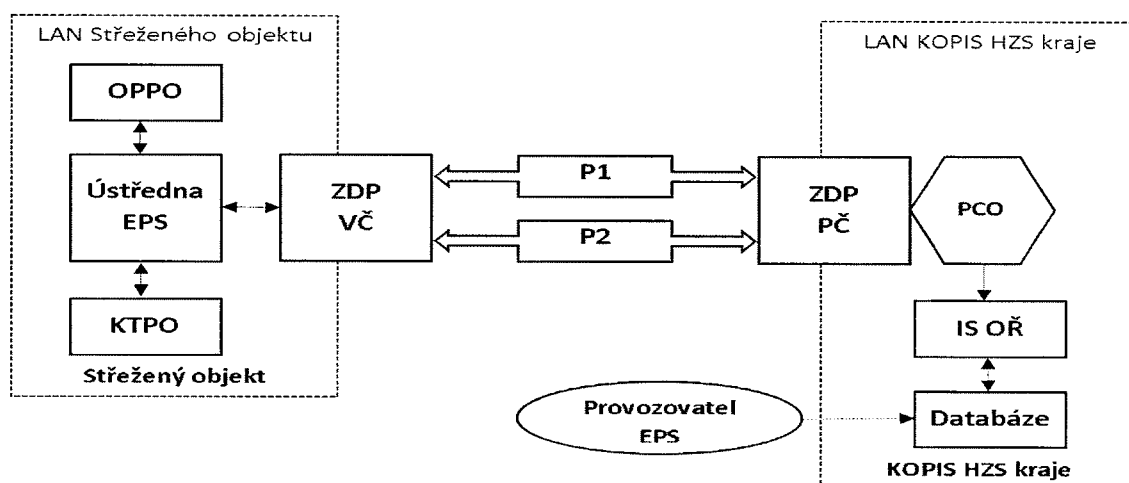 LAN Střeženého objektu
OPPO
Ústředna
EPS
KTPO
Střežený objekt
ZDP
VČ
P1
P2
LAN KOPIS HZS kraje
ZDP
PČ
PCO
IS OŘ
Databáze
KOPIS HZS kraje
Provozovatel
EPS